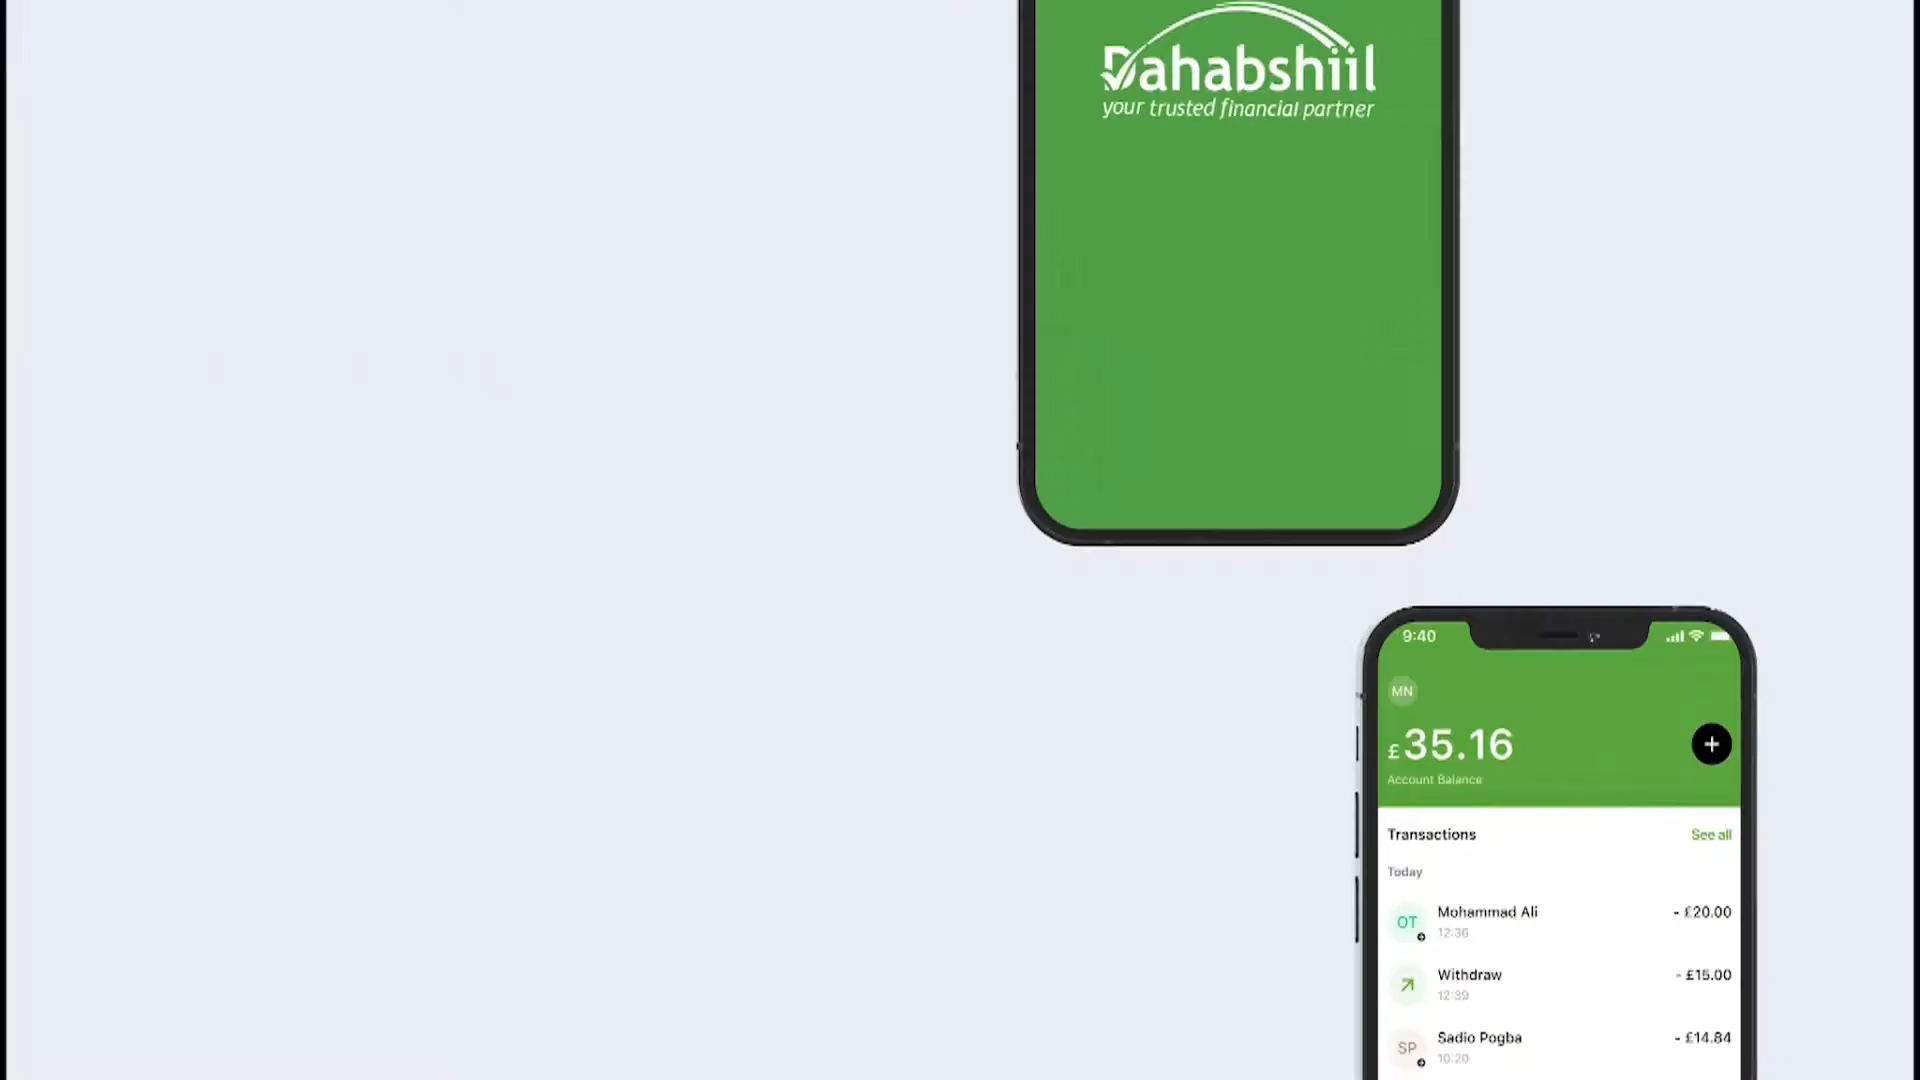 Dahabshiil
your trusted financial partner
9:40
MN
£35.16
Account Balance
Transactions
See all
Today
OT
Mohammad Ali
- £20.00
12:36
Withdraw
- £15.00
12:39
SP
Sadio Pogba
- £14.84
10:20